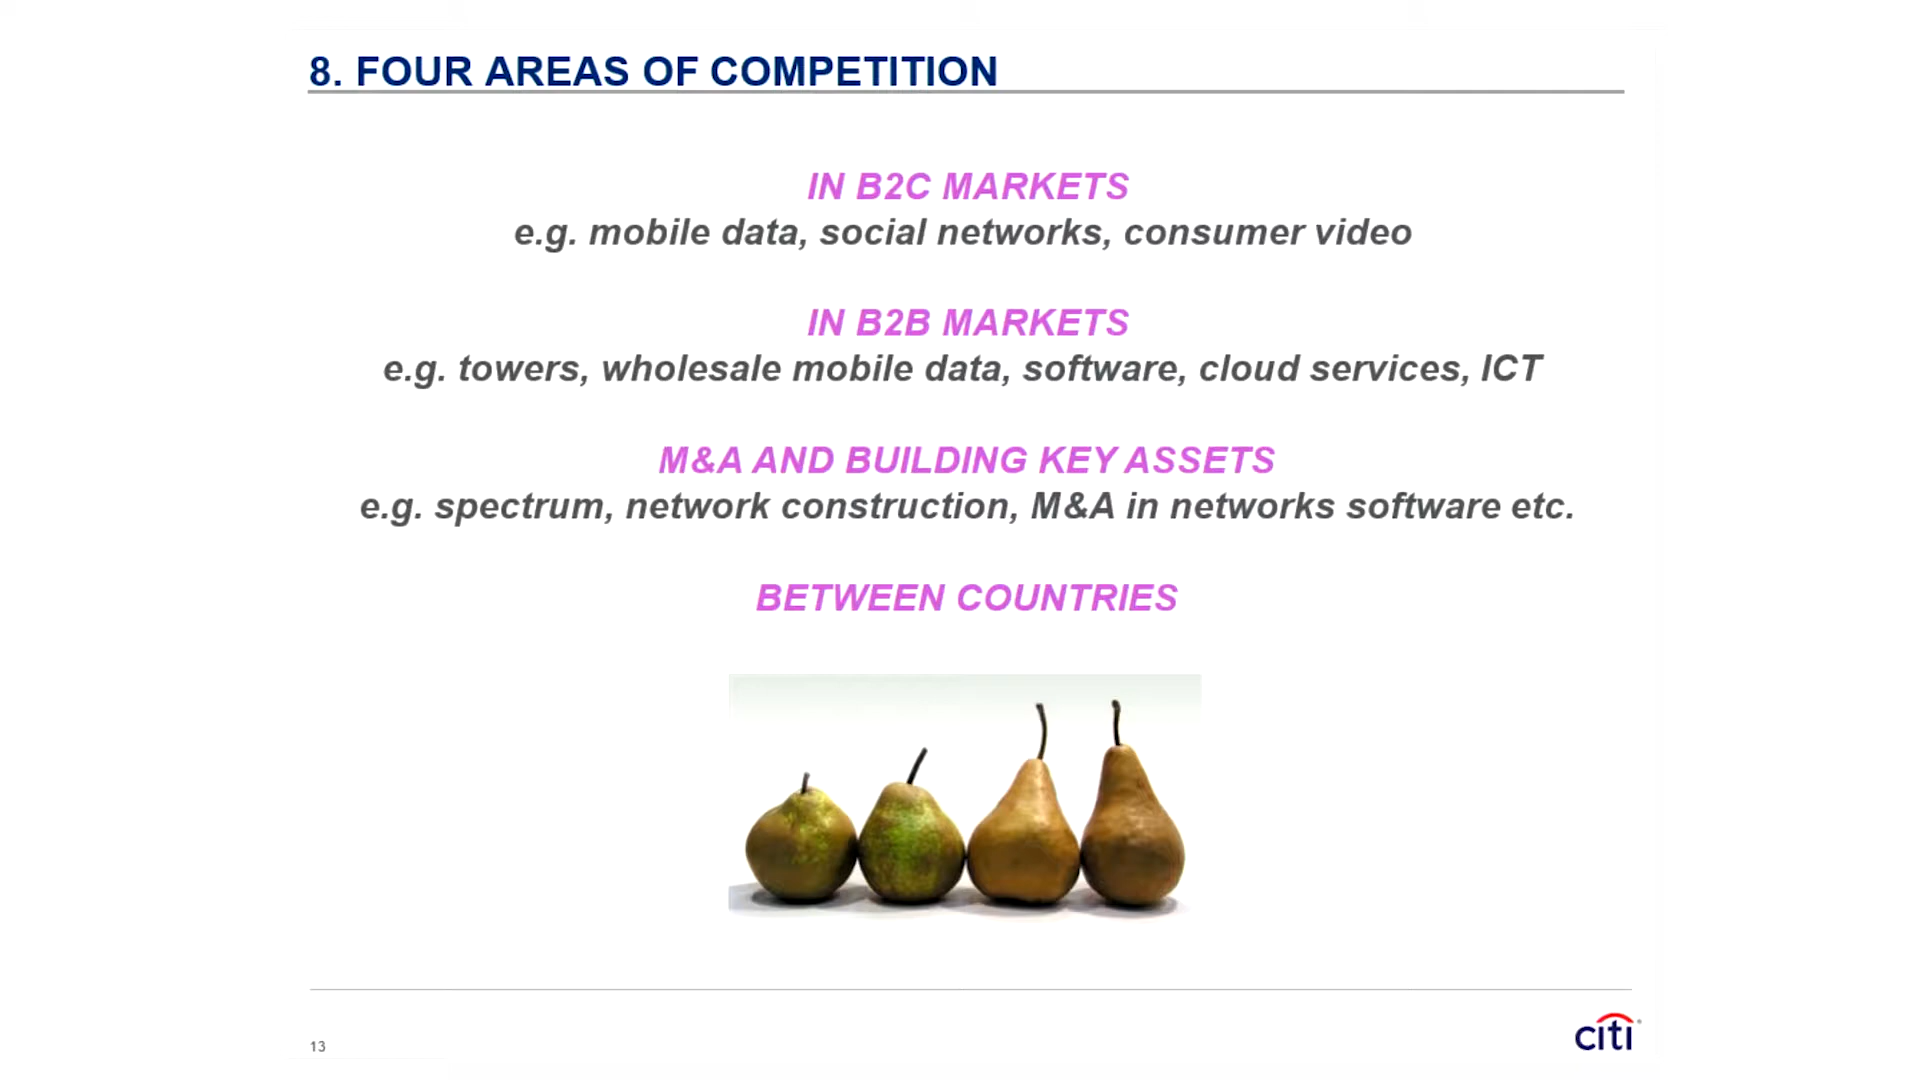 8. FOUR AREAS OF COMPETITION
IN B2C MARKETS
e.g. mobile data, social networks, consumer video
IN B2B MARKETS
e.g. towers, wholesale mobile data, software, cloud services, ICT
M&A AND BUILDING KEY ASSETS
e.g. spectrum, network construction, M&A in networks software etc.
BETWEEN COUNTRIES
13
citi